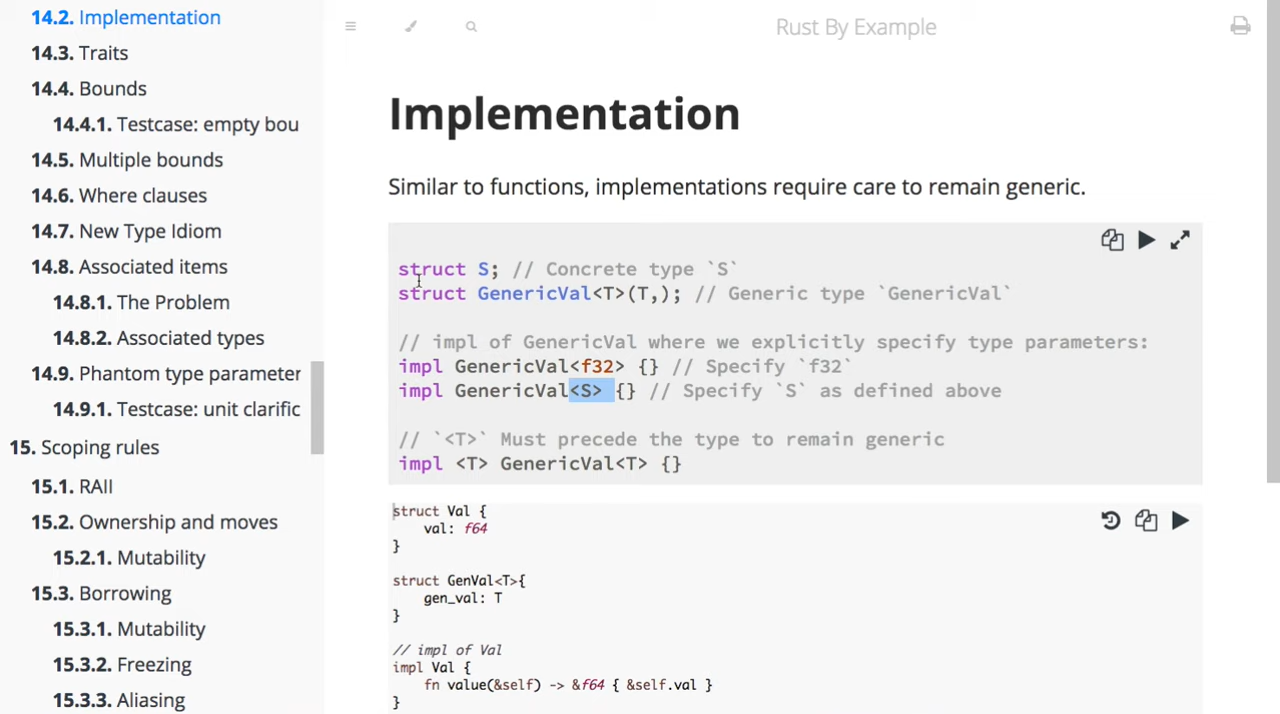 14.2. Implementation
14.3. Traits
14.4. Bounds
14.4.1. Testcase: empty bou
14.5. Multiple bounds
14.6. Where clauses
14.7. New Type Idiom
14.8. Associated items
14.8.1. The Problem
14.8.2. Associated types
14.9. Phantom type parameter
14.9.1. Testcase: unit clarific
15. Scoping rules
15.1. RAII
15.2. Ownership and moves
15.2.1. Mutability
15.3. Borrowing
15.3.1. Mutability
15.3.2. Freezing
15.3.3. Aliasing
Rust By Example
Implementation
Similar to functions, implementations require care to remain generic.
struct S; // Concrete type `S`
struct GenericVal<T>(T,); // Generic type `GenericVal`
// impl of GenericVal where we explicitly specify type parameters:
impl GenericVal<f32> {} // Specify `f32`
impl GenericVal<S> {} // Specify `S` as defined above
// `<T>` Must precede the type to remain generic
impl <T> GenericVal<T> {}
struct Val {
val: f64
}
struct GenVal<T>{
gen_val: T
}
// impl of Val
impl Val {
fn value(&self) -> &f64 { &self.val }
}